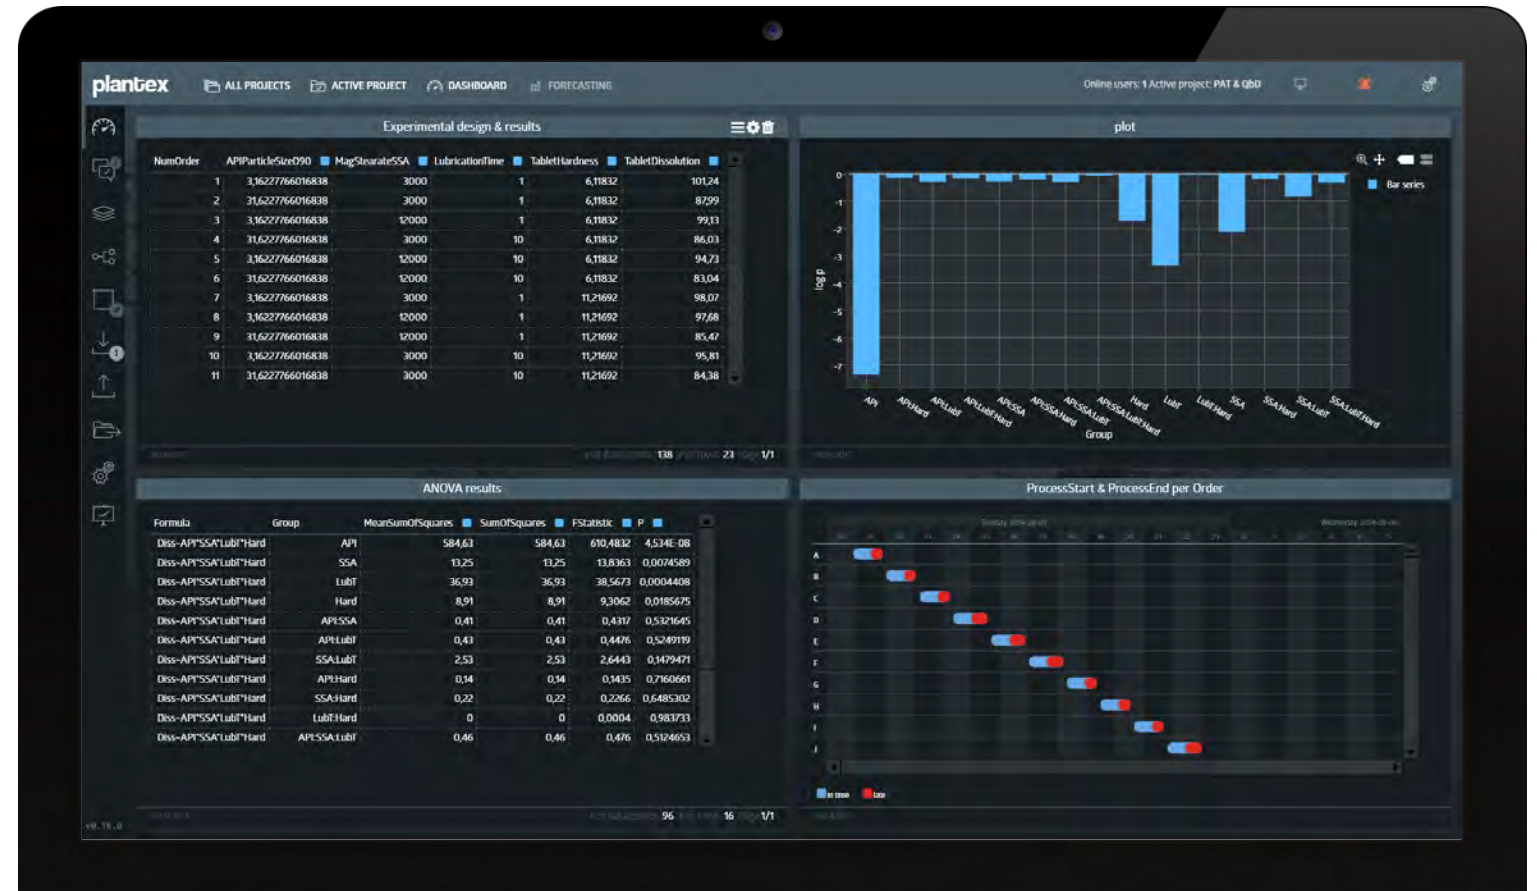 plantex ALL PROJECTS ACTIVE PROJECT DASHBOARD FORECASTING Online users: 1 Active project: PAT & QbD
Experimental design & results
NumOrder APIParticleSizeD90 MagStearateSSA LubricationTime TabletHardness TabletDissolution
1 3,16227766016838 3000 1 6,11832 101,24
2 31,6227766016838 3000 1 6,11832 87,99
3 3,16227766016838 12000 1 6,11832 99,13
4 31,6227766016838 3000 10 6,11832 86,03
5 3,16227766016838 12000 10 6,11832 94,73
6 31,6227766016838 12000 10 6,11832 83,04
7 3,16227766016838 3000 1 11,21692 98,07
8 3,16227766016838 12000 1 11,21692 97,68
9 31,6227766016838 12000 1 11,21692 85,47
10 3,16227766016838 3000 10 11,21692 95,81
11 31,6227766016838 3000 10 11,21692 84,38
138 23 1/1
plot
Bar series
0
-1
-2
-3
-4
-5
-6
-7
log p
API API:Hard API:LubT API:LubT:Hard API:SSA API:SSA:Hard API:SSA:LubT API:SSA:LubT:Hard Hard LubT LubT:Hard SSA SSA:Hard SSA:LubT SSA:LubT:Hard
Group
ANOVA results
Formula Group MeanSumOfSquares SumOfSquares FStatistic P
Diss~API*SSA*LubT*Hard API 584,63 584,63 610,4832 4,534E-08
Diss~API*SSA*LubT*Hard SSA 13,25 13,25 13,8363 0,0074589
Diss~API*SSA*LubT*Hard LubT 36,93 36,93 38,5673 0,0004408
Diss~API*SSA*LubT*Hard Hard 8,91 8,91 9,3062 0,0185675
Diss~API*SSA*LubT*Hard API:SSA 0,41 0,41 0,4317 0,5321645
Diss~API*SSA*LubT*Hard API:LubT 0,43 0,43 0,4476 0,5249119
Diss~API*SSA*LubT*Hard SSA:LubT 2,53 2,53 2,6443 0,1479471
Diss~API*SSA*LubT*Hard API:Hard 0,14 0,14 0,1435 0,7160661
Diss~API*SSA*LubT*Hard SSA:Hard 0,22 0,22 0,2266 0,6485302
Diss~API*SSA*LubT*Hard LubT:Hard 0 0 0,0004 0,983733
Diss~API*SSA*LubT*Hard API:SSA:LubT 0,46 0,46 0,476 0,5124653
96 16 1/1
ProcessStart & ProcessEnd per Order
A
B
C
D
E
F
G
H
I
J
in time late
v0.16.0